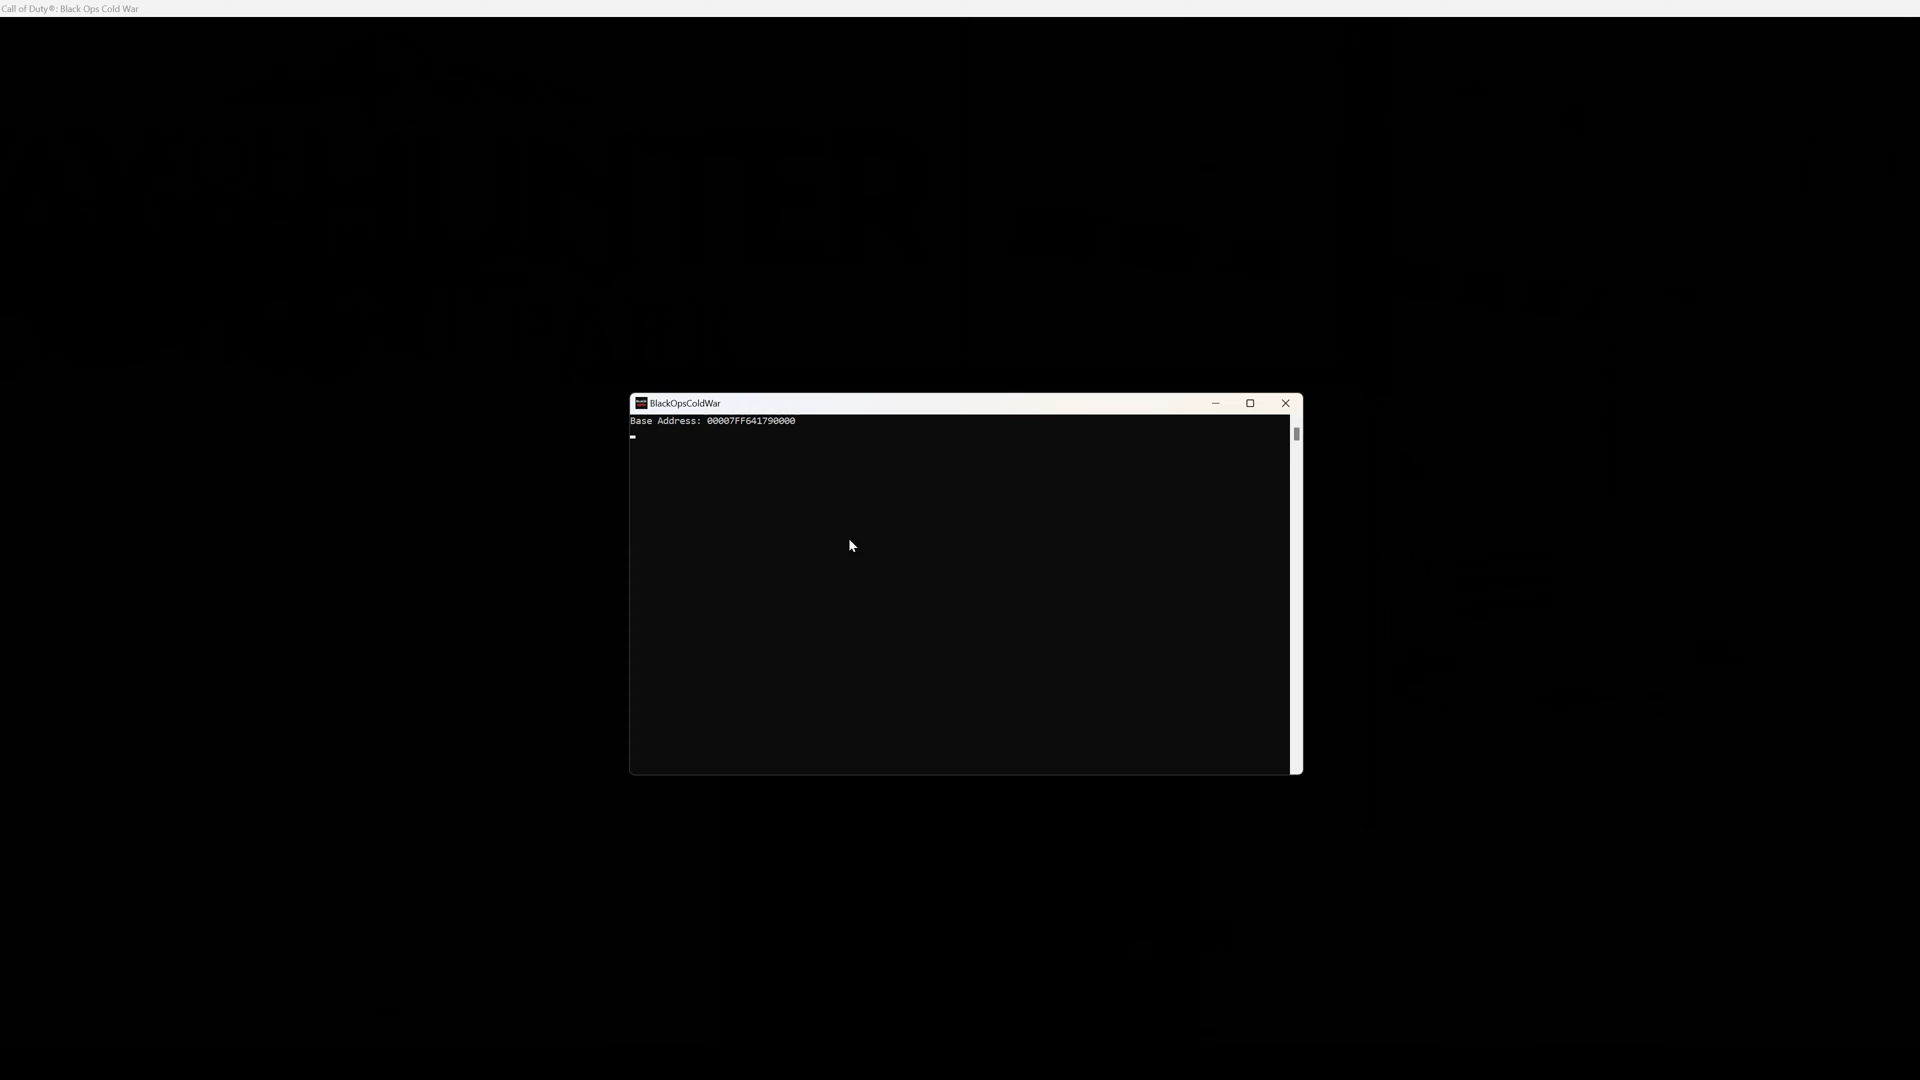 Call of Duty®: Black Ops Cold War
BlackOpsColdWar
Base Address: 00007FF641790000